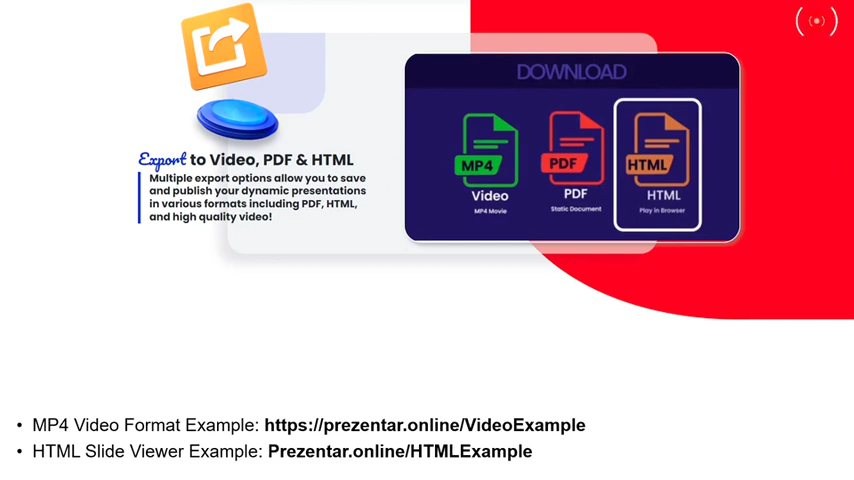 DOWNLOAD
MP4
Video
MP4 Movie
PDF
PDF
Static Document
HTML
HTML
Play in Browser
Export to Video, PDF & HTML
Multiple export options allow you to save
and publish your dynamic presentations
in various formats including PDF, HTML,
and high quality video!
• MP4 Video Format Example: https://prezentar.online/VideoExample
• HTML Slide Viewer Example: Prezentar.online/HTMLExample